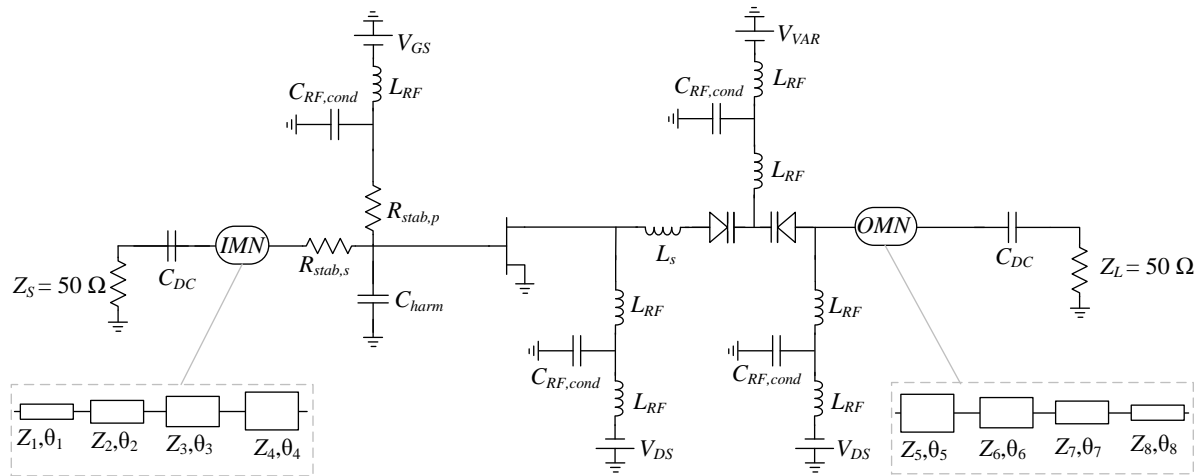 V_GS
L_RF
C_RF,cond
R_stab,p
IMN
R_stab,s
C_DC
Z_S = 50 Ω
C_harm
V_VAR
L_RF
C_RF,cond
L_RF
L_s
OMN
C_DC
Z_L = 50 Ω
L_RF
C_RF,cond
L_RF
V_DS
L_RF
C_RF,cond
L_RF
V_DS
Z_1,θ_1
Z_2,θ_2
Z_3,θ_3
Z_4,θ_4
Z_5,θ_5
Z_6,θ_6
Z_7,θ_7
Z_8,θ_8